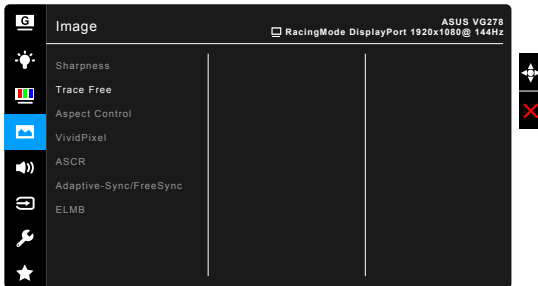 G
Image
ASUS VG278
RacingMode DisplayPort 1920x1080@ 144Hz
Sharpness
Trace Free
Aspect Control
VividPixel
ASCR
Adaptive-Sync/FreeSync
ELMB